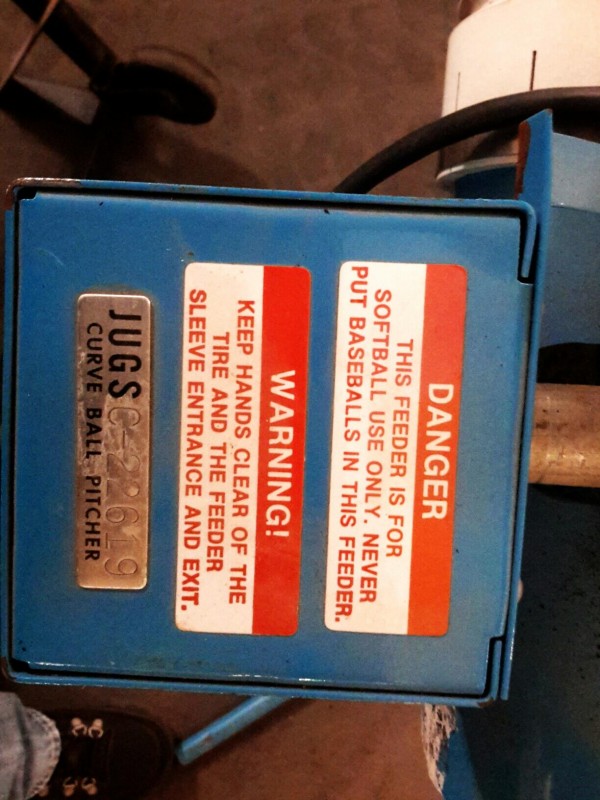 DANGER
THIS FEEDER IS FOR
SOFTBALL USE ONLY. NEVER
PUT BASEBALLS IN THIS FEEDER.
WARNING!
KEEP HANDS CLEAR OF THE
TIRE AND THE FEEDER
SLEEVE ENTRANCE AND EXIT.
JUGS C-22619
CURVE BALL PITCHER